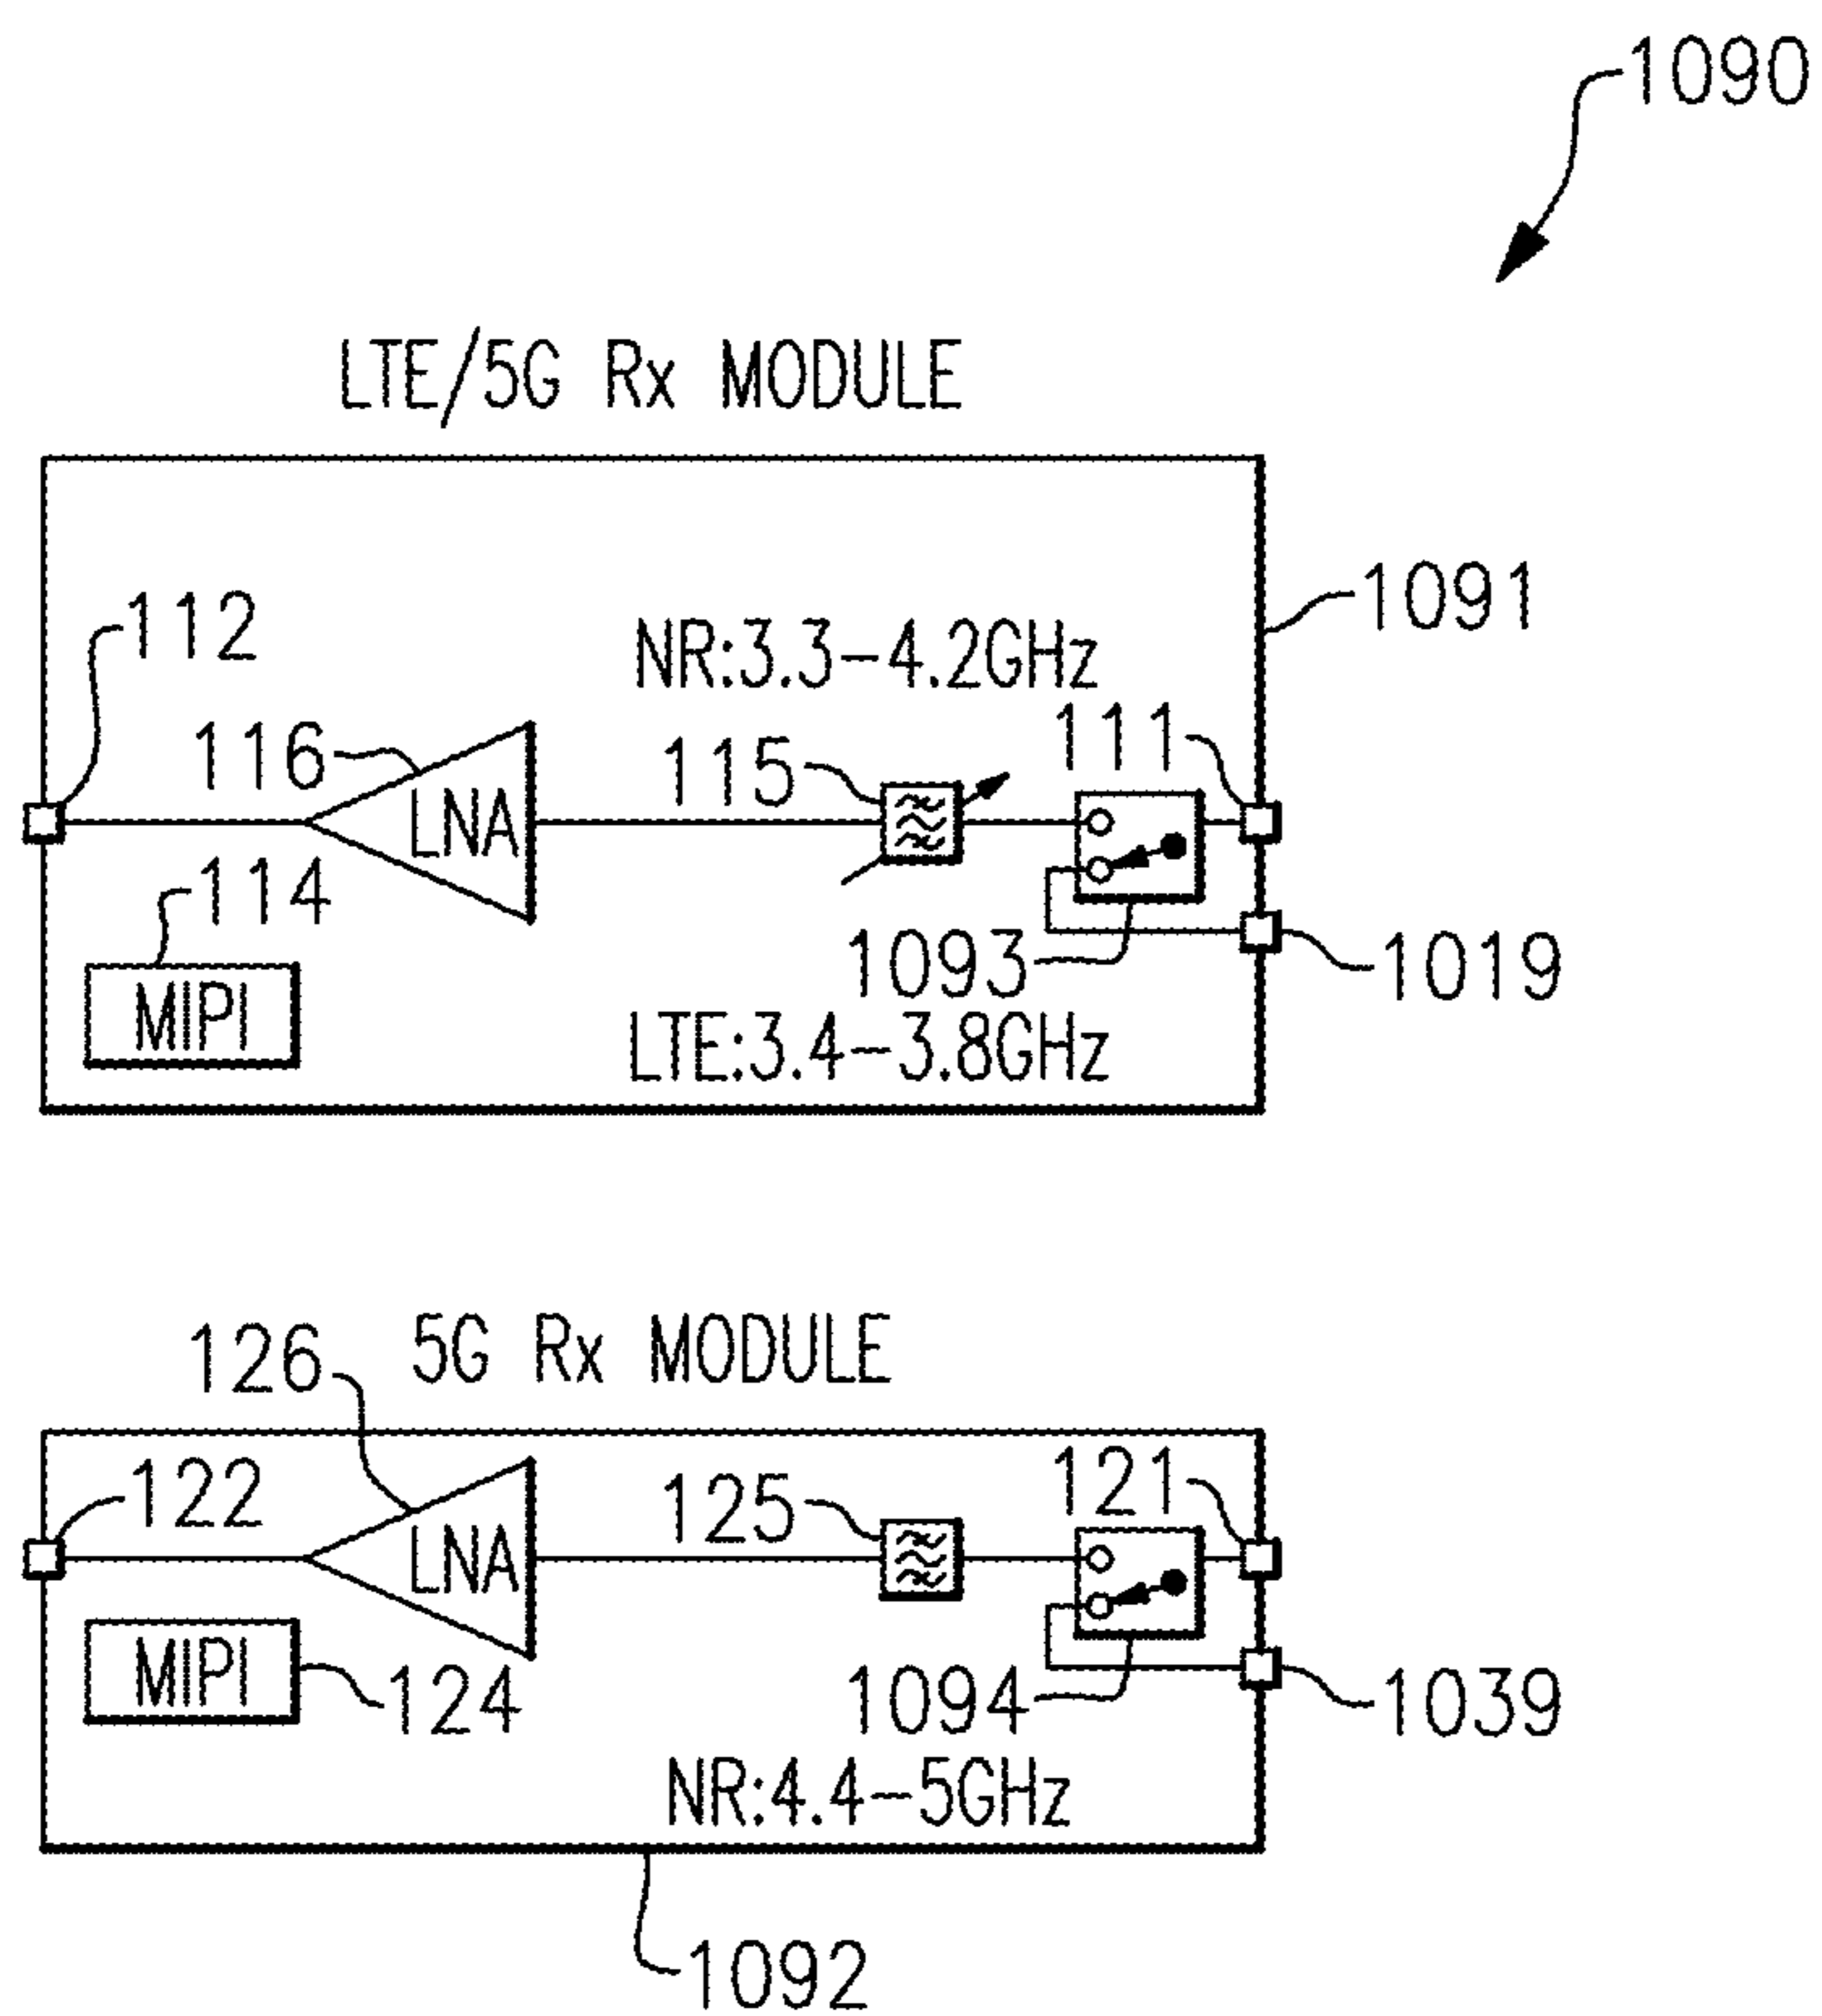 1090
LTE/5G Rx MODULE
1091
112
NR:3.3-4.2GHz
116
115
111
LNA
114
1093
1019
MIPI
LTE:3.4-3.8GHz
126
5G Rx MODULE
122
125
121
LNA
MIPI
124
1094
1039
NR:4.4-5GHz
1092